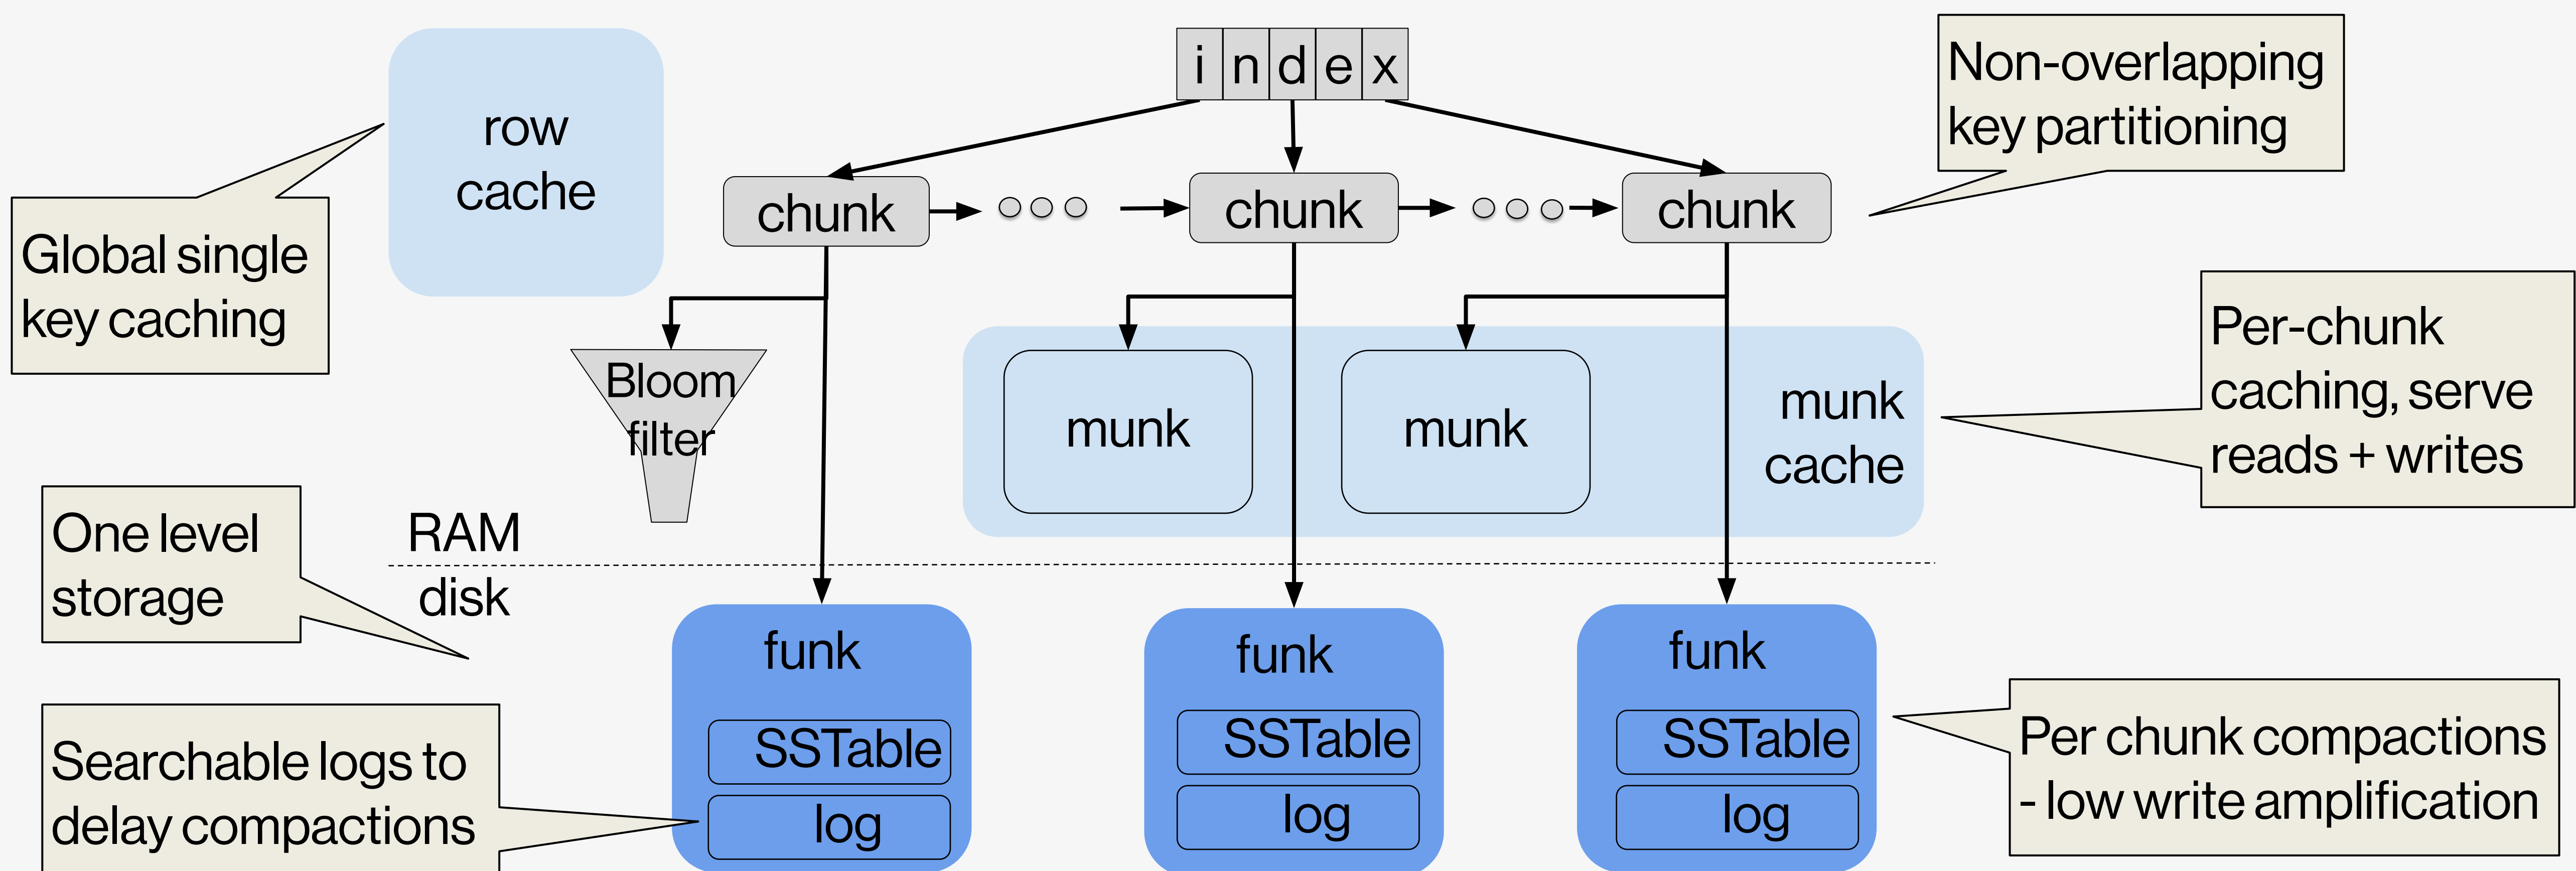 index
row
cache
Non-overlapping
key partitioning
chunk
chunk
chunk
Global single
key caching
Bloom
filter
munk
munk
munk
cache
Per-chunk
caching, serve
reads + writes
One level
storage
RAM
disk
funk
SSTable
log
funk
SSTable
log
funk
SSTable
log
Searchable logs to
delay compactions
Per chunk compactions
- low write amplification